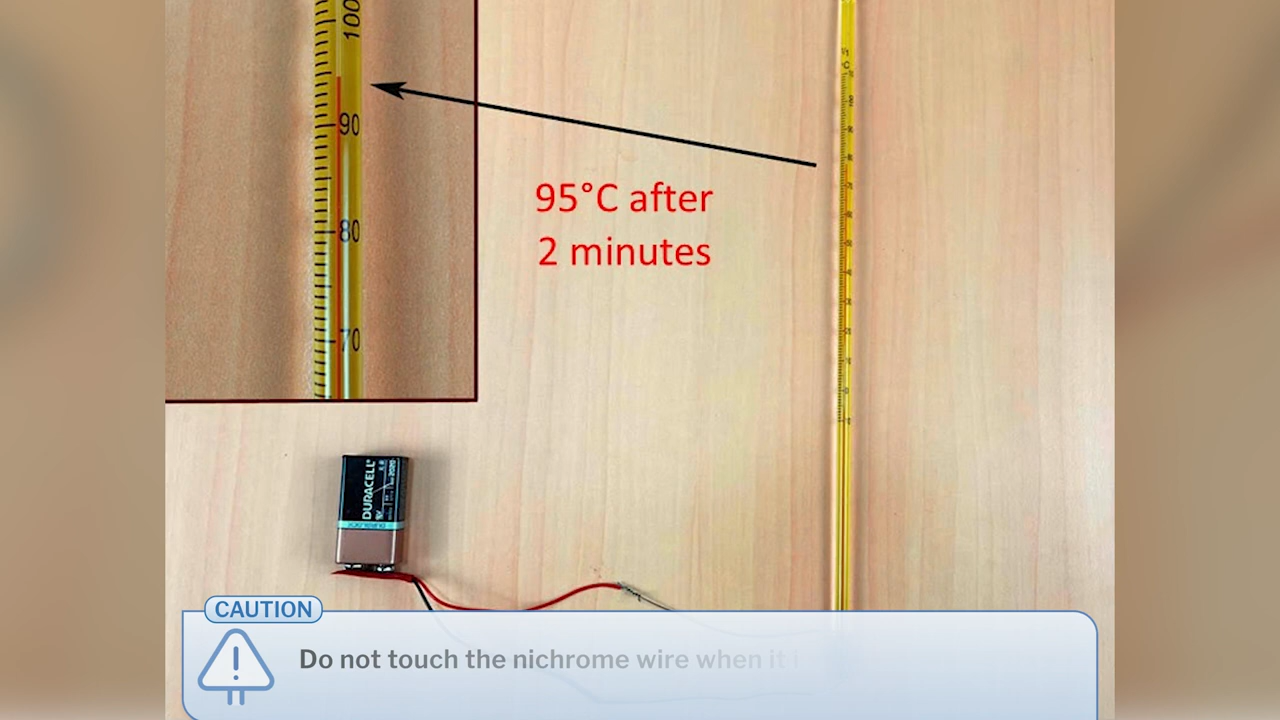 100
90
80
70
95°C after
2 minutes
°C
DURACELL
CAUTION
Do not touch the nichrome wire when it i